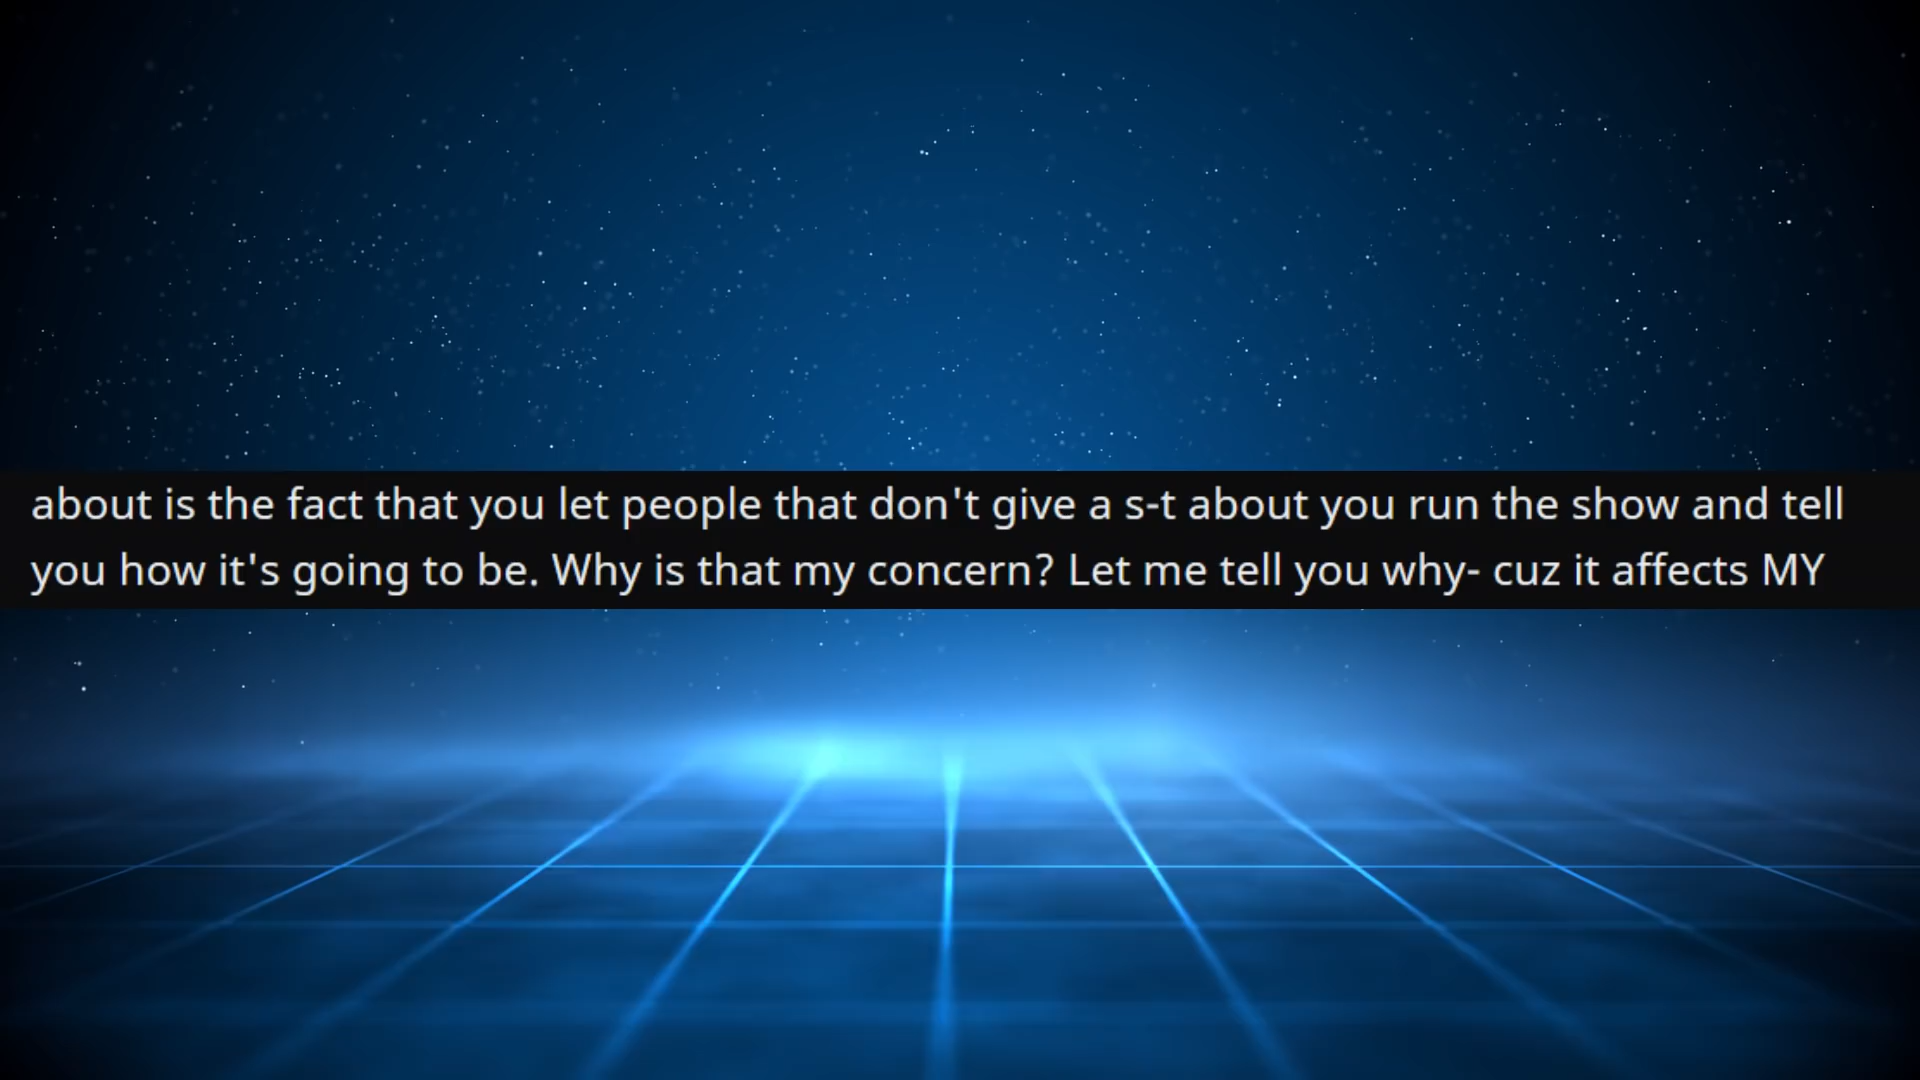 about is the fact that you let people that don't give a s-t about you run the show and tell
you how it's going to be. Why is that my concern? Let me tell you why- cuz it affects MY